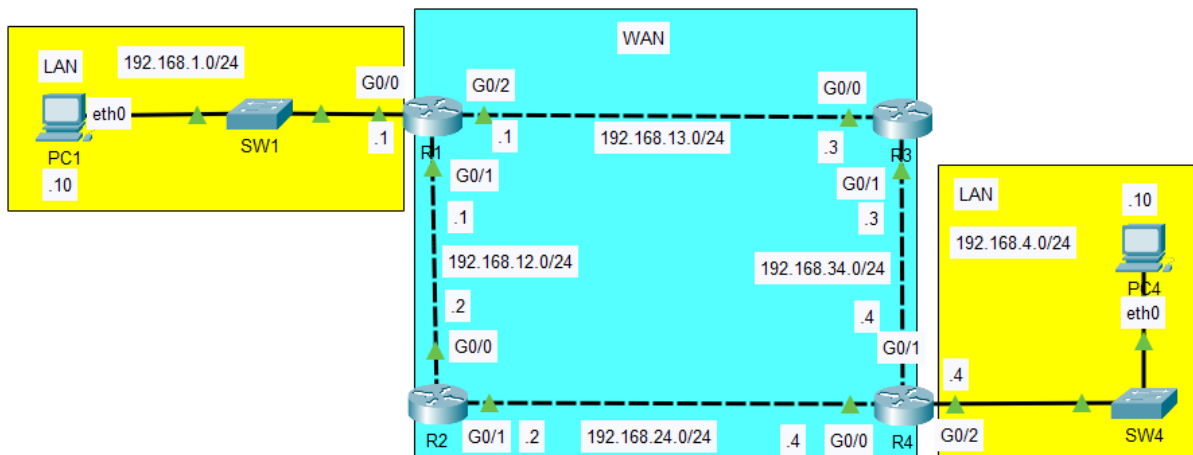 WAN
LAN
192.168.1.0/24
G0/0
G0/2
G0/0
eth0
SW1
.1
R1
.1
192.168.13.0/24
.3
R3
PC1
.10
G0/1
.1
G0/1
.3
LAN
.10
192.168.4.0/24
192.168.12.0/24
192.168.34.0/24
PC4
eth0
.2
.4
G0/0
G0/1
.4
R2
G0/1
.2
192.168.24.0/24
.4
G0/0
R4
G0/2
SW4